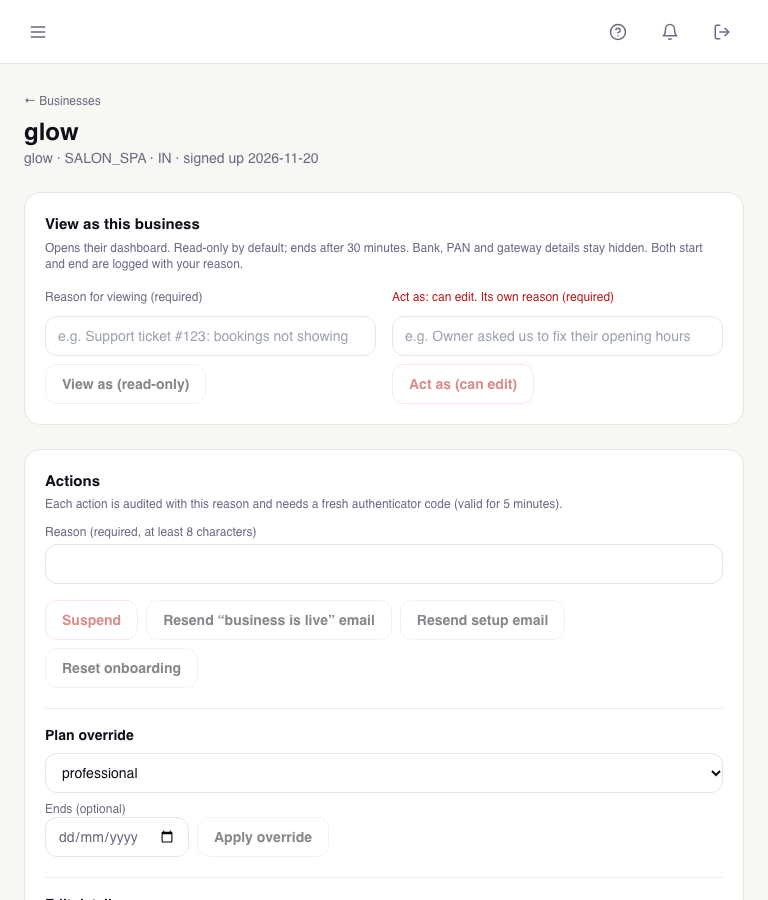 ← Businesses
glow
glow · SALON_SPA · IN · signed up 2026-11-20
View as this business
Opens their dashboard. Read-only by default; ends after 30 minutes. Bank, PAN and gateway details stay hidden. Both start
and end are logged with your reason.
Reason for viewing (required)
Act as: can edit. Its own reason (required)
e.g. Support ticket #123: bookings not showing
e.g. Owner asked us to fix their opening hours
View as (read-only)
Act as (can edit)
Actions
Each action is audited with this reason and needs a fresh authenticator code (valid for 5 minutes).
Reason (required, at least 8 characters)
Suspend
Resend “business is live” email
Resend setup email
Reset onboarding
Plan override
professional
Ends (optional)
dd/mm/yyyy
Apply override